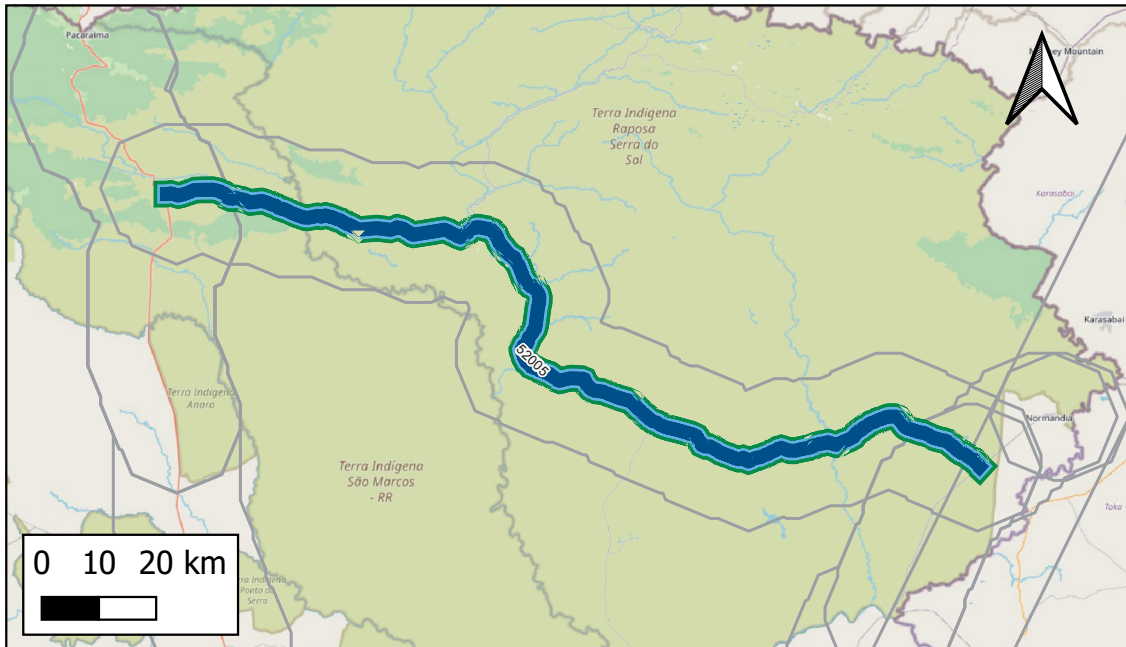 Pacaraima
Mountain
Terra Indígena
Raposa
Serra do
Sol
Karasabai
Karasabai
Terra Indígena
Anaro
52005
Normandia
Terra Indígena
São Marcos
- RR
Toka
0 10 20 km
Terra Indígena
Ponta da
Serra